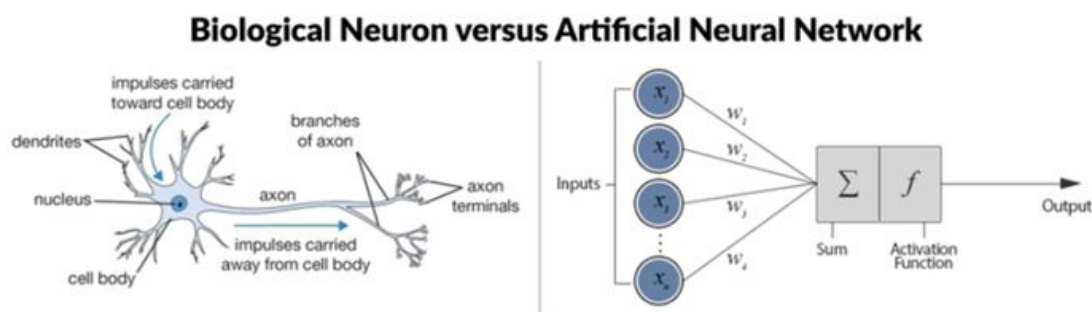 Biological Neuron versus Artificial Neural Network
impulses carried
toward cell body
dendrites
nucleus
cell body
axon
impulses carried
away from cell body
branches
of axon
axon
terminals
Inputs
x₁
x₂
x₃
xₙ
w₁
w₂
w₃
w₄
Σ
f
Sum
Activation
Function
Output